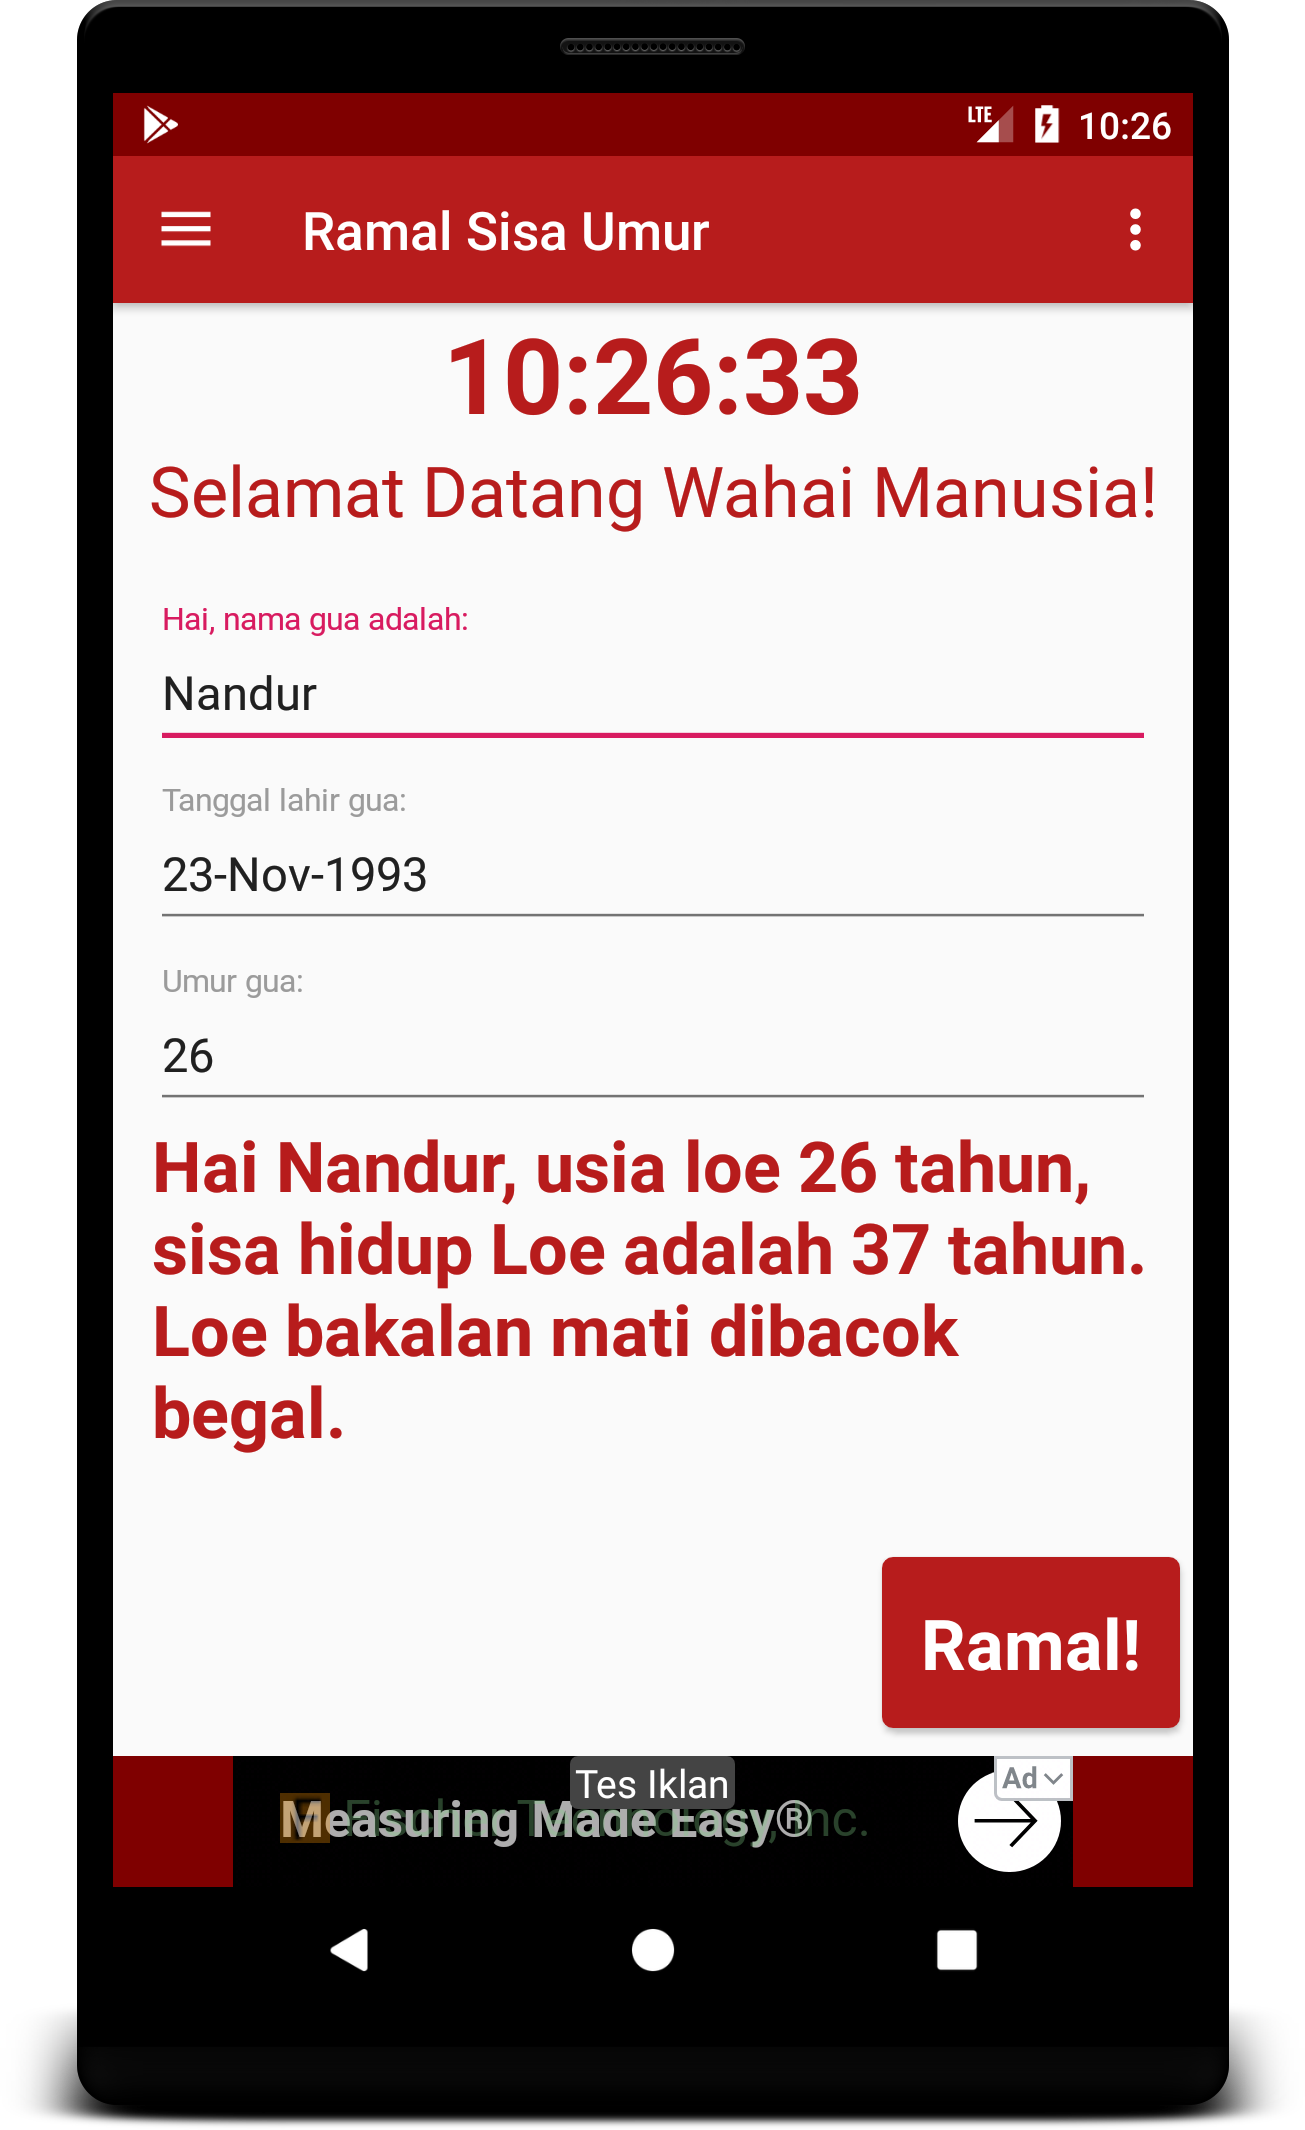 LTE 10:26
Ramal Sisa Umur
10:26:33
Selamat Datang Wahai Manusia!
Hai, nama gua adalah:
Nandur
Tanggal lahir gua:
23-Nov-1993
Umur gua:
26
Hai Nandur, usia loe 26 tahun,
sisa hidup Loe adalah 37 tahun.
Loe bakalan mati dibacok
begal.
Ramal!
Tes Iklan
Ad
Measuring Made Easy®
Inc.